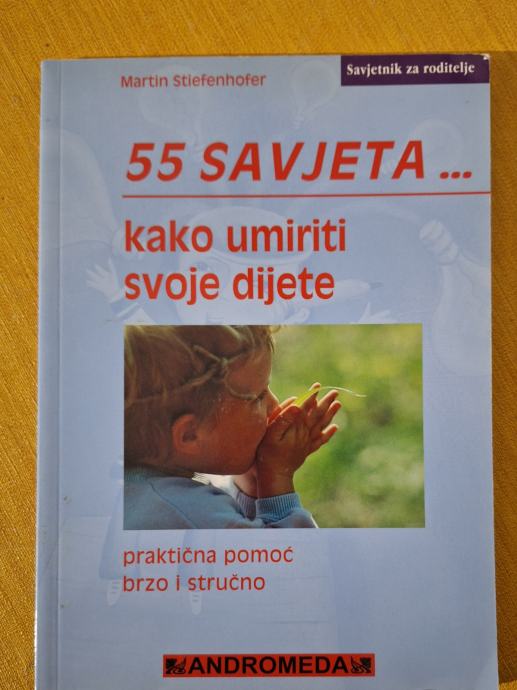 Martin Stiefenhofer
Savjetnik za roditelje
55 SAVJETA ...
kako umiriti
svoje dijete
praktična pomoć
brzo i stručno
ANDROMEDA